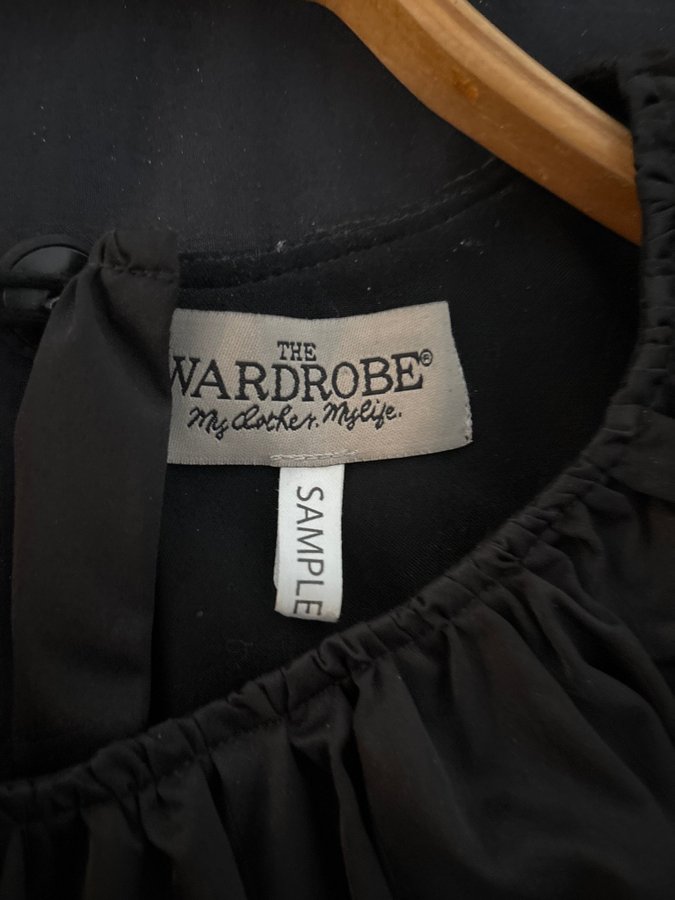 THE
WARDROBE®
My Clothes. My life.
SAMPLE